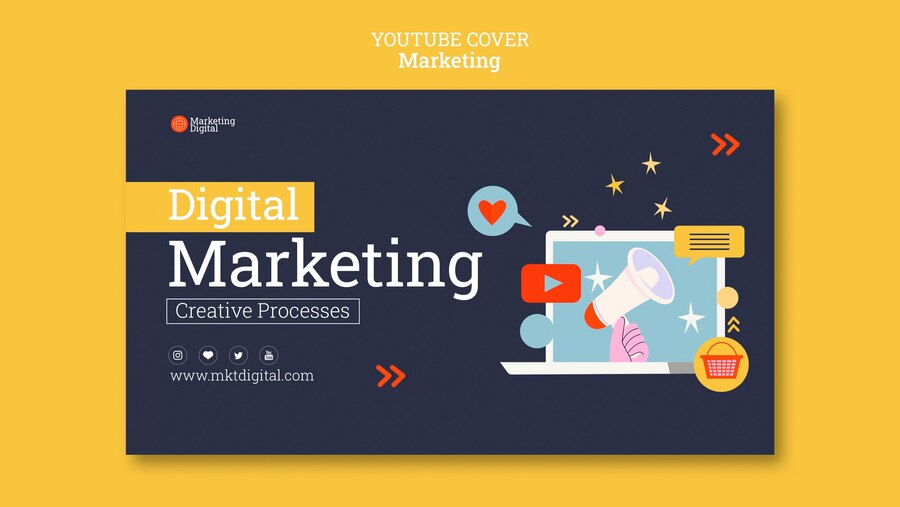 YOUTUBE COVER
Marketing
Marketing
Digital
Digital
Marketing
Creative Processes
www.mktdigital.com